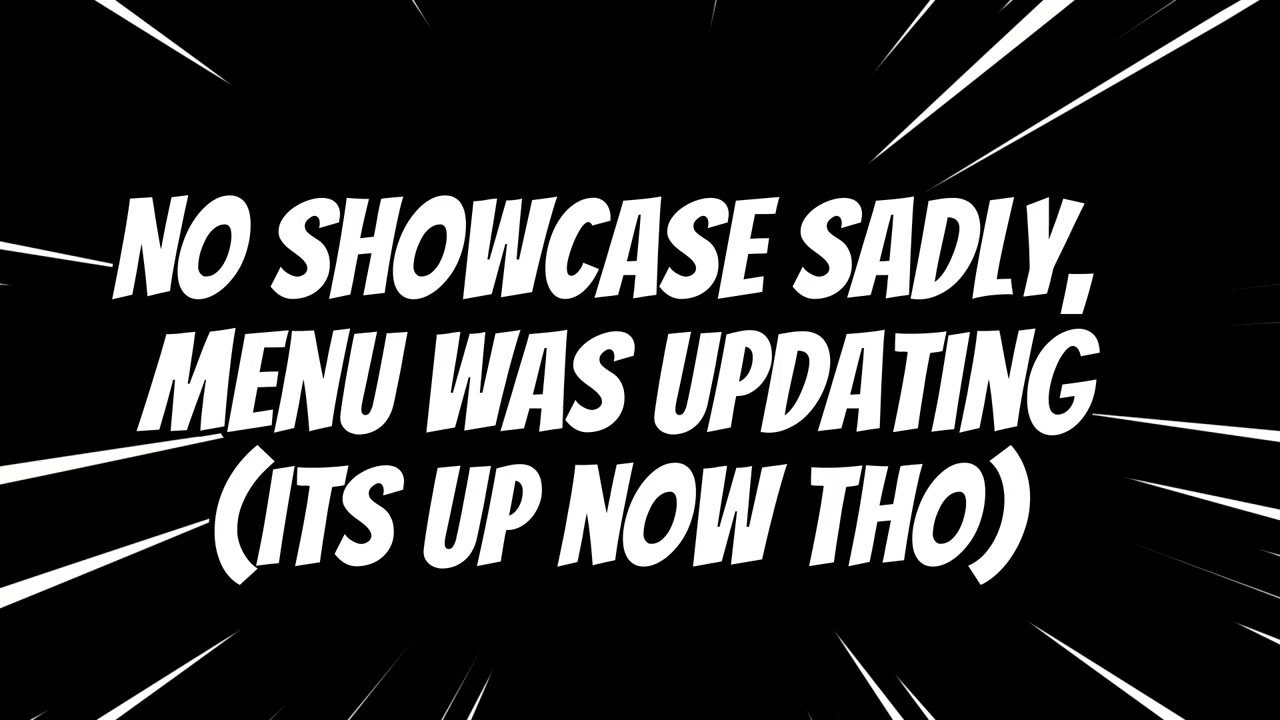 NO SHOWCASE SADLY,
MENU WAS UPDATING
(ITS UP NOW THO)